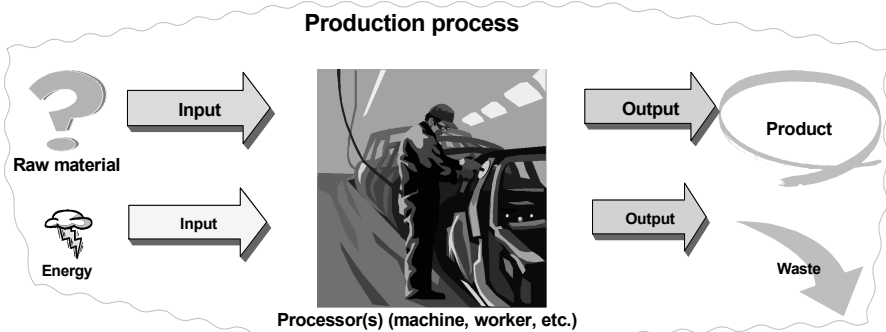 Production process
Input
Output
Product
Raw material
Input
Output
Energy
Waste
Processor(s) (machine, worker, etc.)